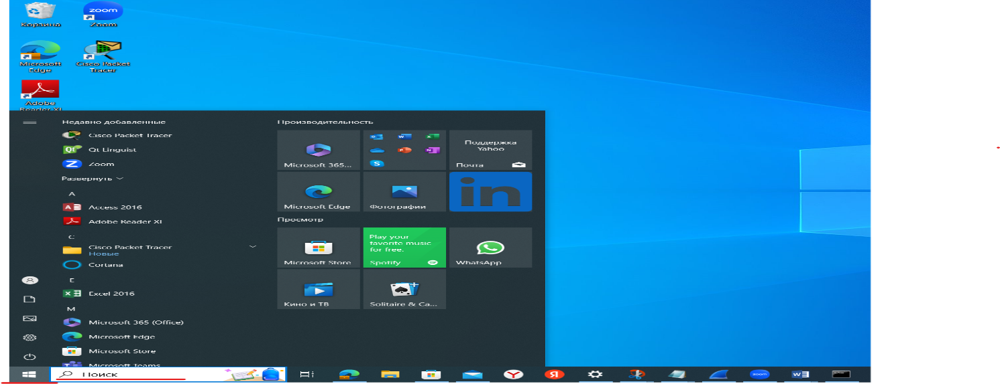 Корзина
Zoom
Microsoft
Edge
Cisco Packet
Tracer
Adobe
Reader XI
Недавно добавленные
Cisco Packet Tracer
Qt Linguist
Zoom
Развернуть
A
Access 2016
Adobe Reader XI
C
Cisco Packet Tracer
Новые
Cortana
E
Excel 2016
M
Microsoft 365 (Office)
Microsoft Edge
Microsoft Store
Microsoft Teams
Производительность
Microsoft 365...
Поддержка
Yahoo
Почта
Microsoft Edge
Фотографии
in
Просмотр
Microsoft Store
Play your
favorite music
for free.
Spotify
WhatsApp
Кино и ТВ
Solitaire & Ca...
Поиск
zoom